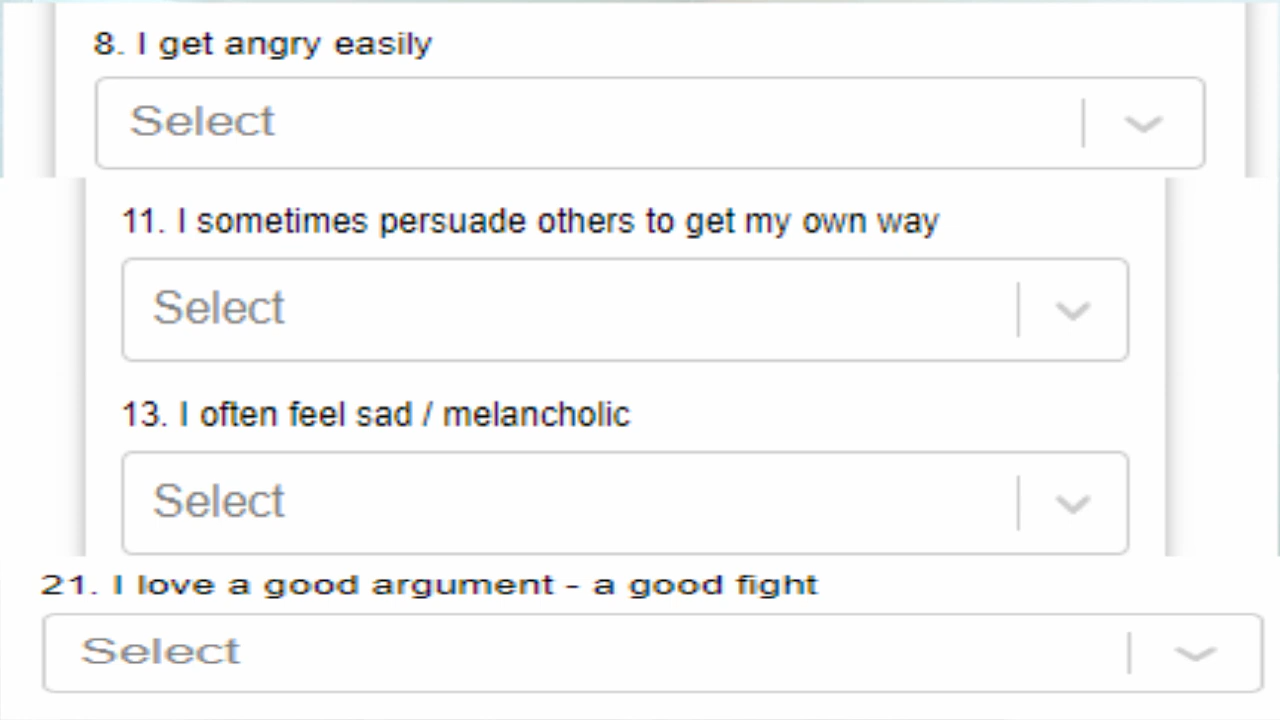 8. I get angry easily
Select
11. I sometimes persuade others to get my own way
Select
13. I often feel sad / melancholic
Select
21. I love a good argument - a good fight
Select